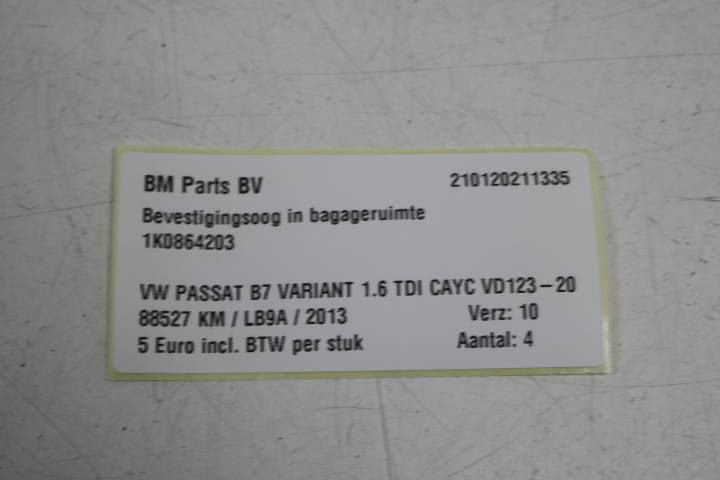 BM Parts BV 210120211335
Bevestigingsoog in bagageruimte
1K0864203
VW PASSAT B7 VARIANT 1.6 TDI CAYC VD123-20
88527 KM / LB9A / 2013 Verz: 10
5 Euro incl. BTW per stuk Aantal: 4